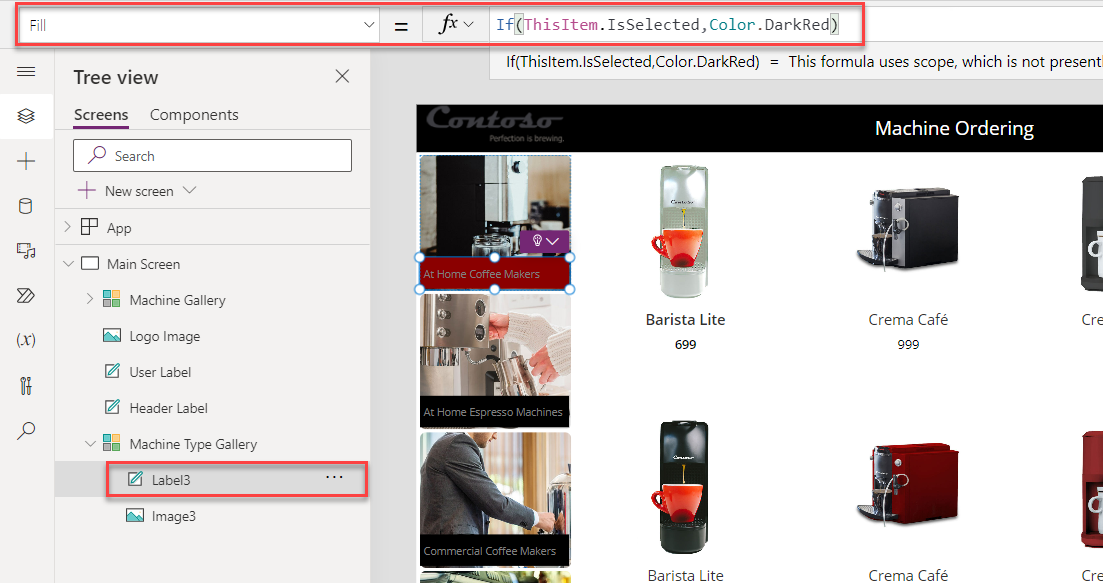 Fill
=
fx
If(ThisItem.IsSelected,Color.DarkRed)
If(ThisItem.IsSelected,Color.DarkRed) = This formula uses scope, which is not present
Tree view
Screens
Components
Search
New screen
App
Main Screen
Machine Gallery
Logo Image
User Label
Header Label
Machine Type Gallery
Label3
...
Image3
(x)
Contoso
Perfection is brewing.
Machine Ordering
At Home Coffee Makers
At Home Espresso Machines
Commercial Coffee Makers
Contoso
Barista Lite
699
Crema Café
999
Cre
Contoso
Barista Lite
Crema Café
Cre